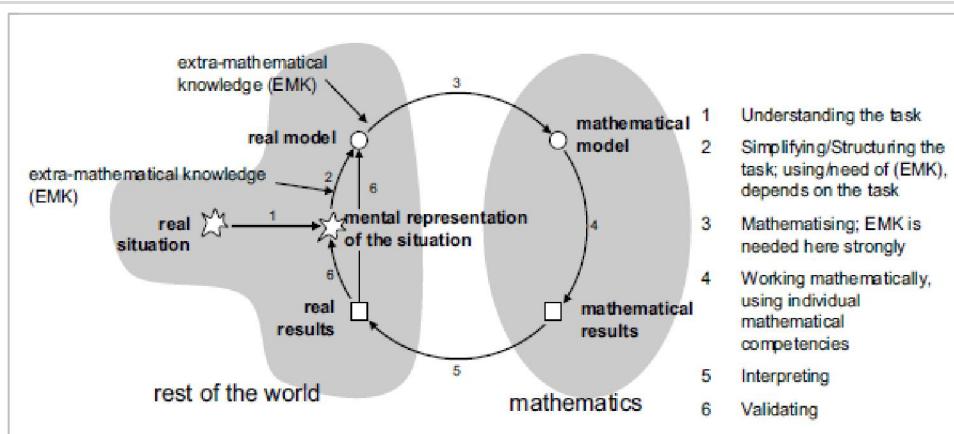 extra-mathematical
knowledge (EMK)
3
real model
mathematical
model
extra-mathematical knowledge
(EMK)
2
6
1
real
situation
mental representation
of the situation
4
6
real
results
mathematical
results
5
rest of the world
mathematics
1 Understanding the task
2 Simplifying/Structuring the
task; using/need of (EMK),
depends on the task
3 Mathematising; EMK is
needed here strongly
4 Working mathematically,
using individual
mathematical
competencies
5 Interpreting
6 Validating